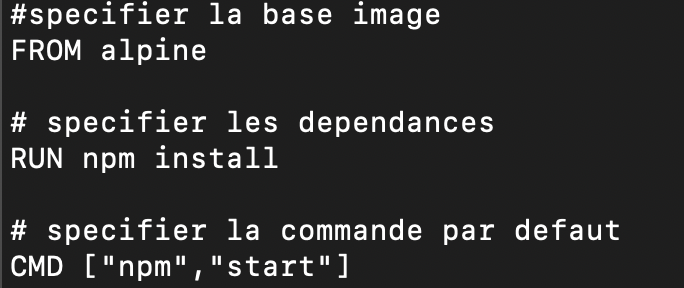 #specifier la base image
FROM alpine
# specifier les dependances
RUN npm install
# specifier la commande par defaut
CMD ["npm","start"]